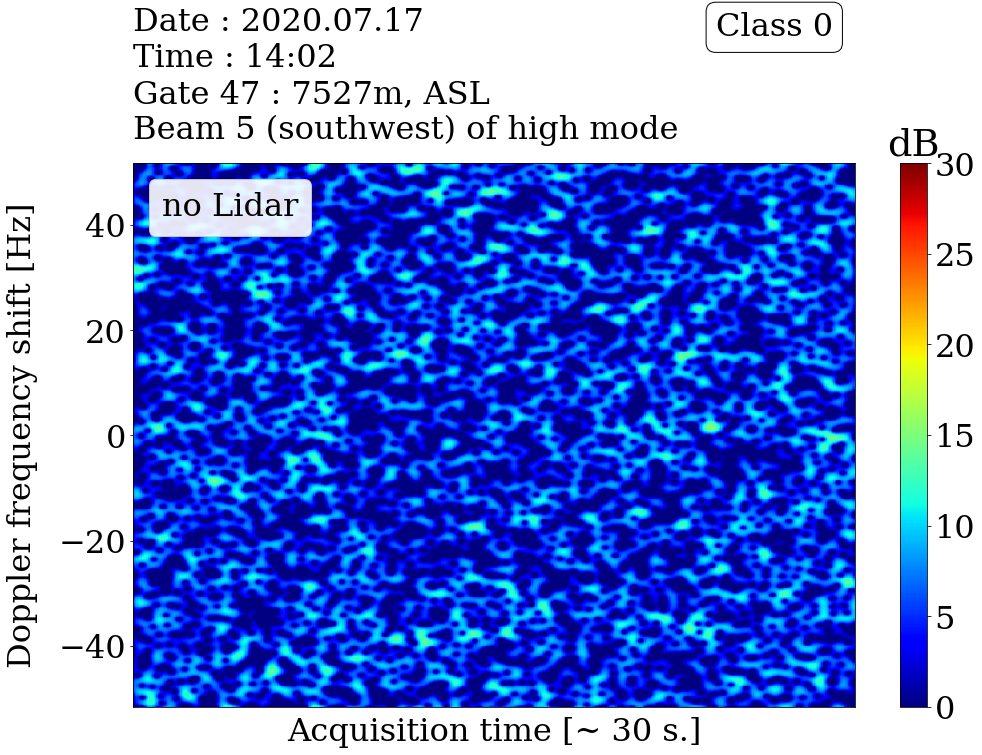 Date : 2020.07.17
Time : 14:02
Gate 47 : 7527m, ASL
Beam 5 (southwest) of high mode
Class 0
no Lidar
Doppler frequency shift [Hz]
40
20
0
−20
−40
Acquisition time [~ 30 s.]
dB
30
25
20
15
10
5
0